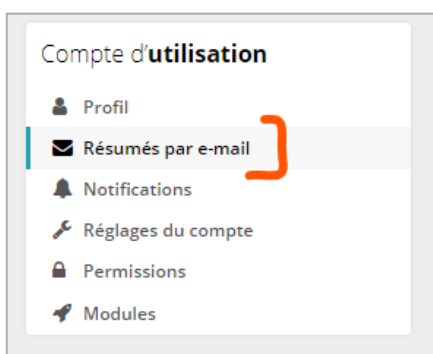 Compte d'utilisation
Profil
Résumés par e-mail
Notifications
Réglages du compte
Permissions
Modules